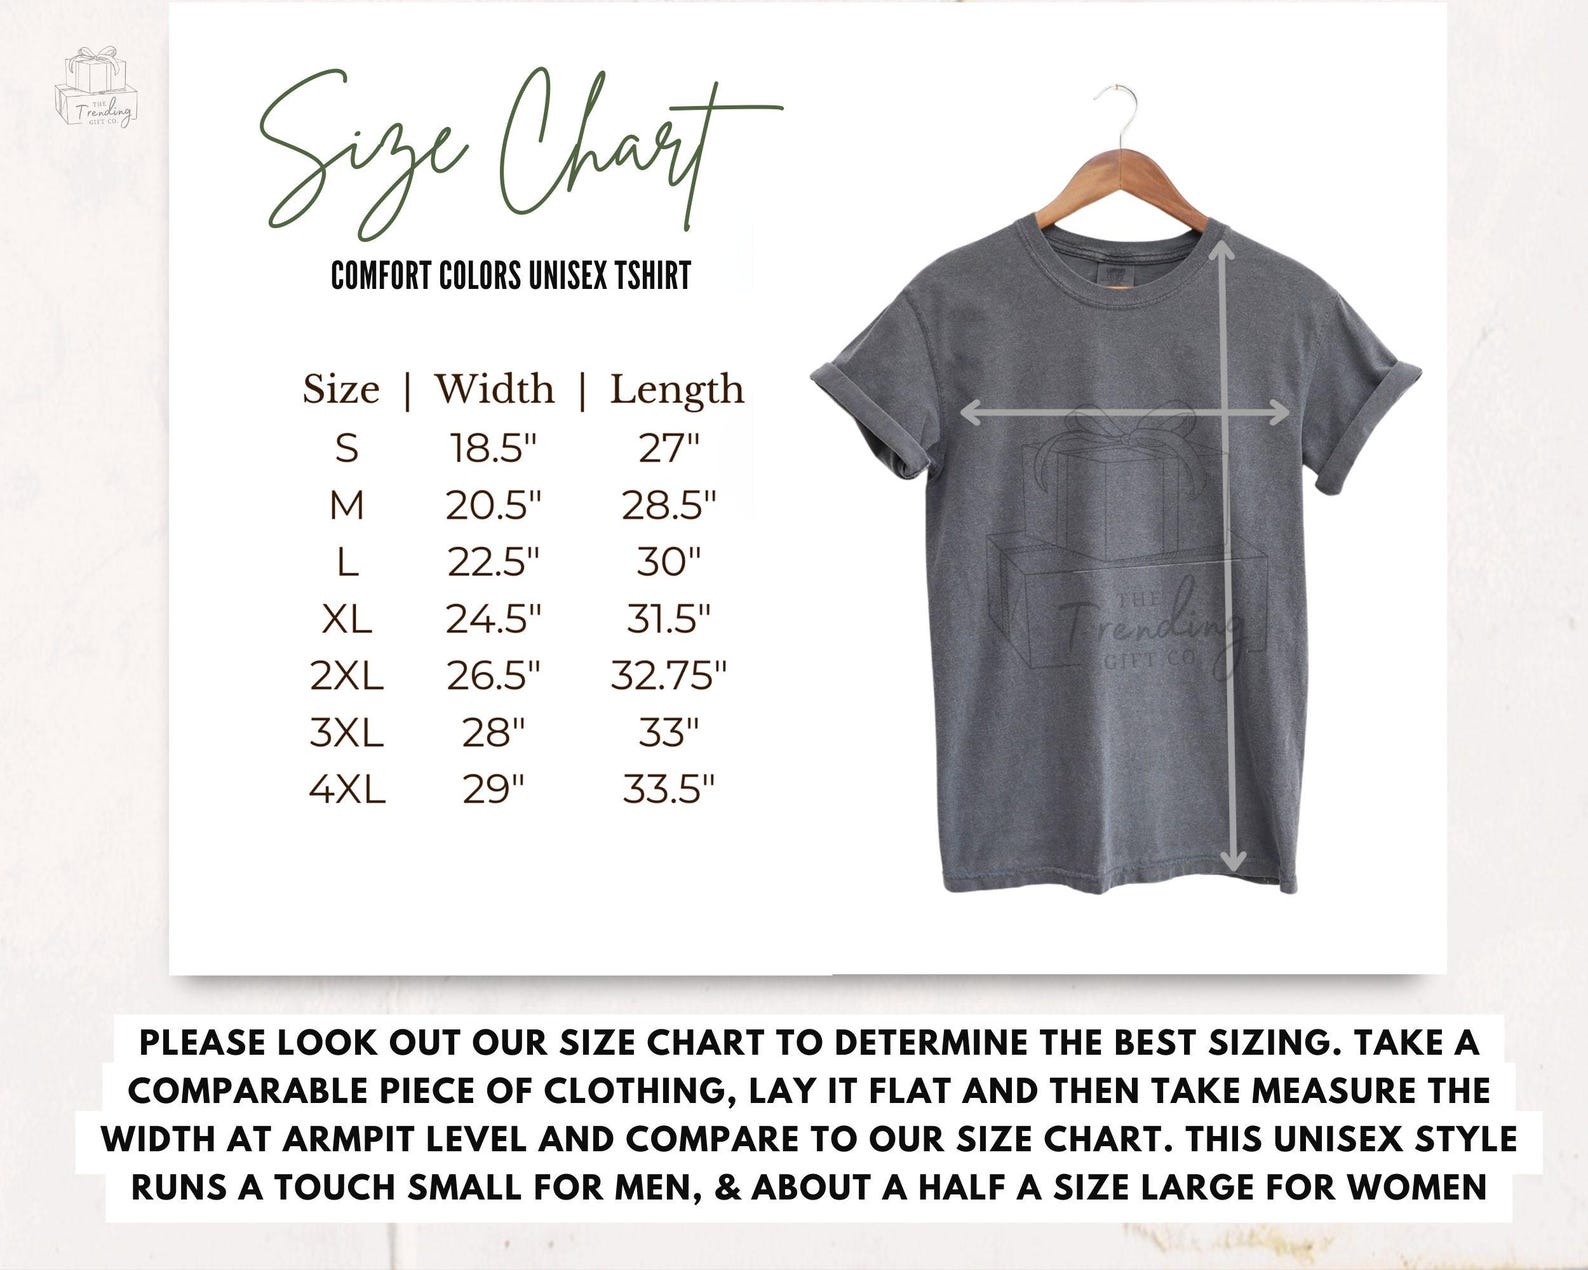 THE
Trending
GIFT CO.
Size Chart
COMFORT COLORS UNISEX TSHIRT
Size | Width | Length
S 18.5" 27"
M 20.5" 28.5"
L 22.5" 30"
XL 24.5" 31.5"
2XL 26.5" 32.75"
3XL 28" 33"
4XL 29" 33.5"
THE
Trending
GIFT CO
PLEASE LOOK OUT OUR SIZE CHART TO DETERMINE THE BEST SIZING. TAKE A
COMPARABLE PIECE OF CLOTHING, LAY IT FLAT AND THEN TAKE MEASURE THE
WIDTH AT ARMPIT LEVEL AND COMPARE TO OUR SIZE CHART. THIS UNISEX STYLE
RUNS A TOUCH SMALL FOR MEN, & ABOUT A HALF A SIZE LARGE FOR WOMEN